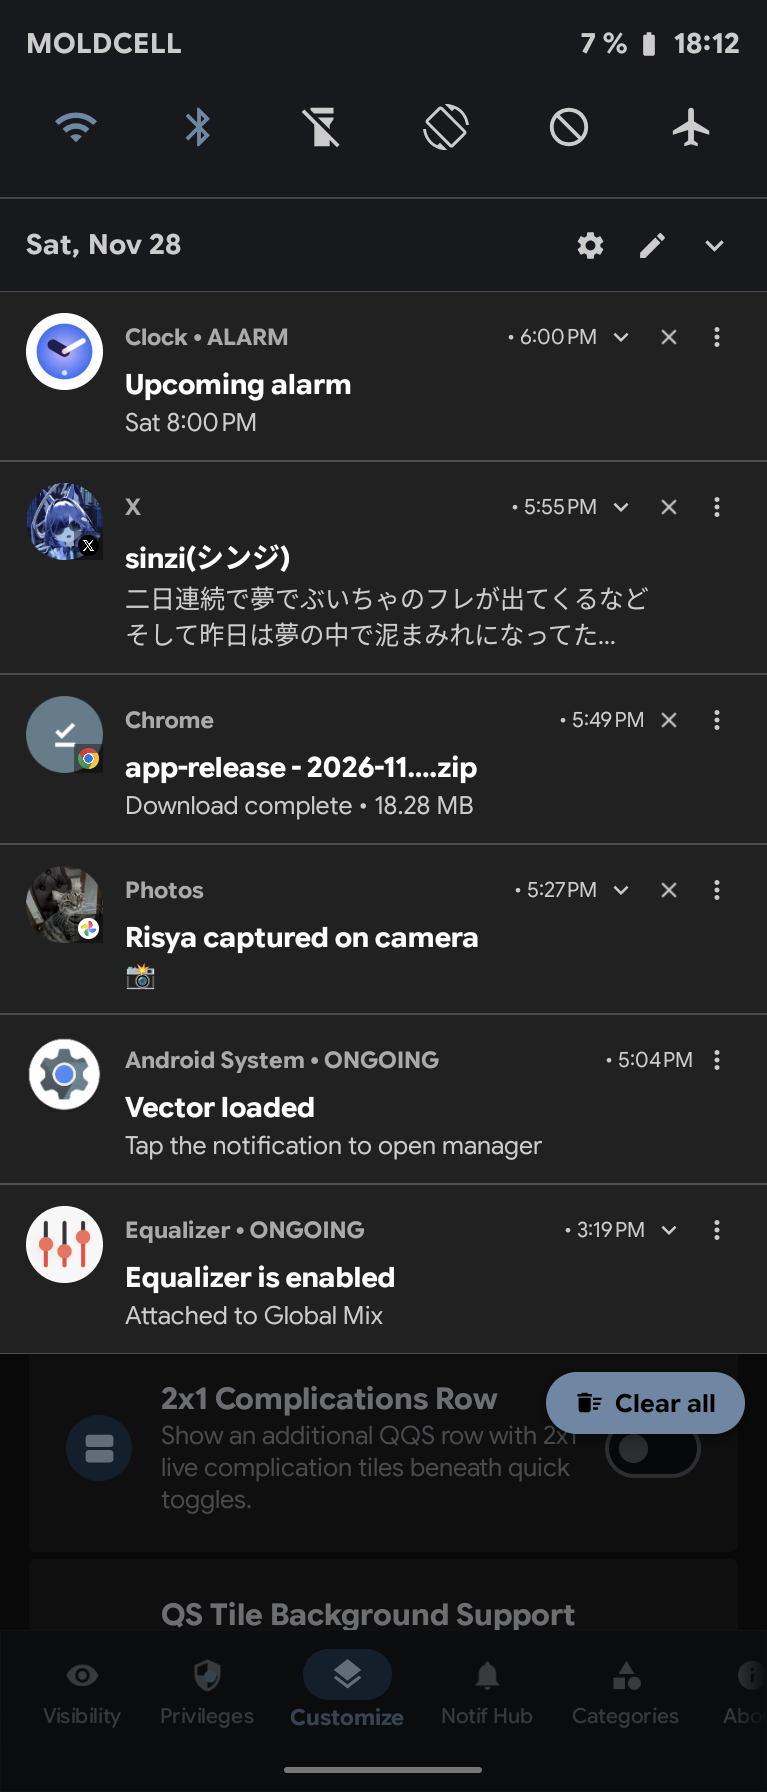 MOLDCELL 7 % 18:12
Sat, Nov 28
Clock • ALARM • 6:00 PM
Upcoming alarm
Sat 8:00 PM
X • 5:55 PM
sinzi(シンジ)
二日連続で夢でぶいちゃのフレが出てくるなど
そして昨日は夢の中で泥まみれになってた...
Chrome • 5:49 PM
app-release - 2026-11....zip
Download complete • 18.28 MB
Photos • 5:27 PM
Risya captured on camera
📸
Android System • ONGOING • 5:04 PM
Vector loaded
Tap the notification to open manager
Equalizer • ONGOING • 3:19 PM
Equalizer is enabled
Attached to Global Mix
2x1 Complications Row
Clear all
Show an additional QQS row with 2x1
live complication tiles beneath quick
toggles.
QS Tile Background Support
Visibility Privileges Customize Notif Hub Categories Abo